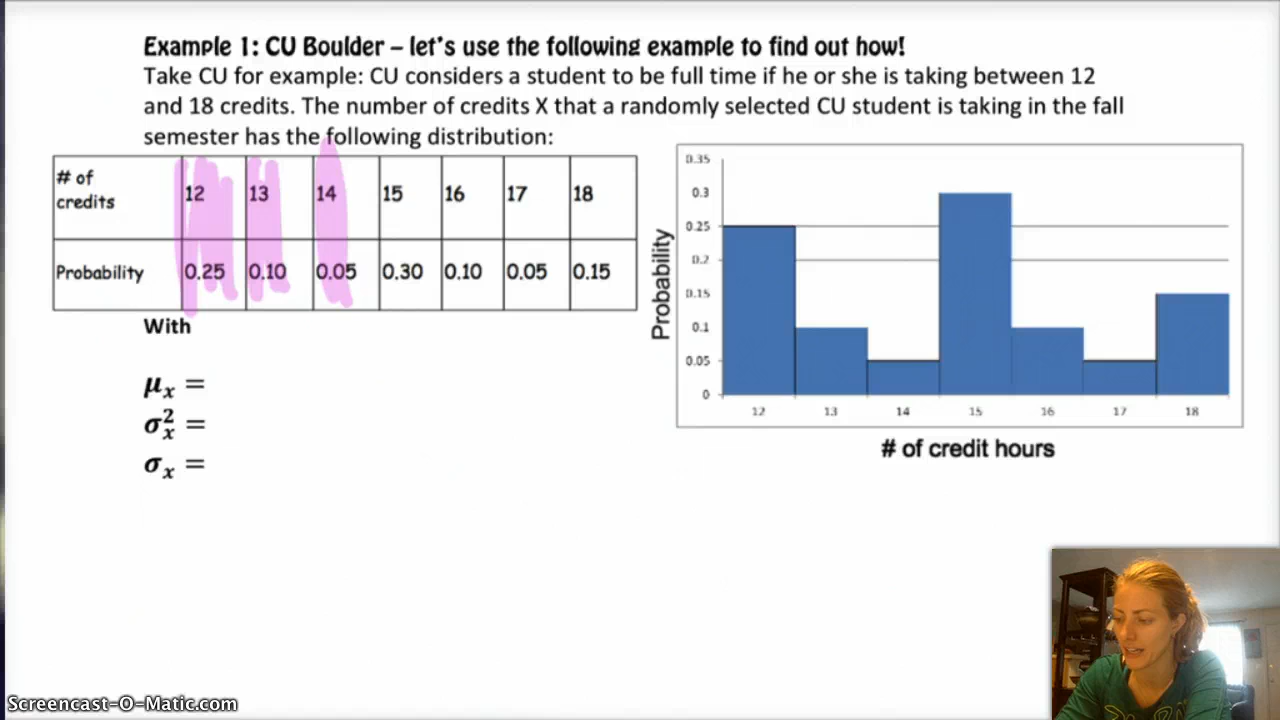 Example 1: CU Boulder – let's use the following example to find out how!
Take CU for example: CU considers a student to be full time if he or she is taking between 12
and 18 credits. The number of credits X that a randomly selected CU student is taking in the fall
semester has the following distribution:
# of
credits
12 13 14 15 16 17 18
Probability 0.25 0.10 0.05 0.30 0.10 0.05 0.15
With
μx =
σ²x =
σx =
Probability
0.35
0.3
0.25
0.2
0.15
0.1
0.05
0
12 13 14 15 16 17 18
# of credit hours
Screencast-O-Matic.com